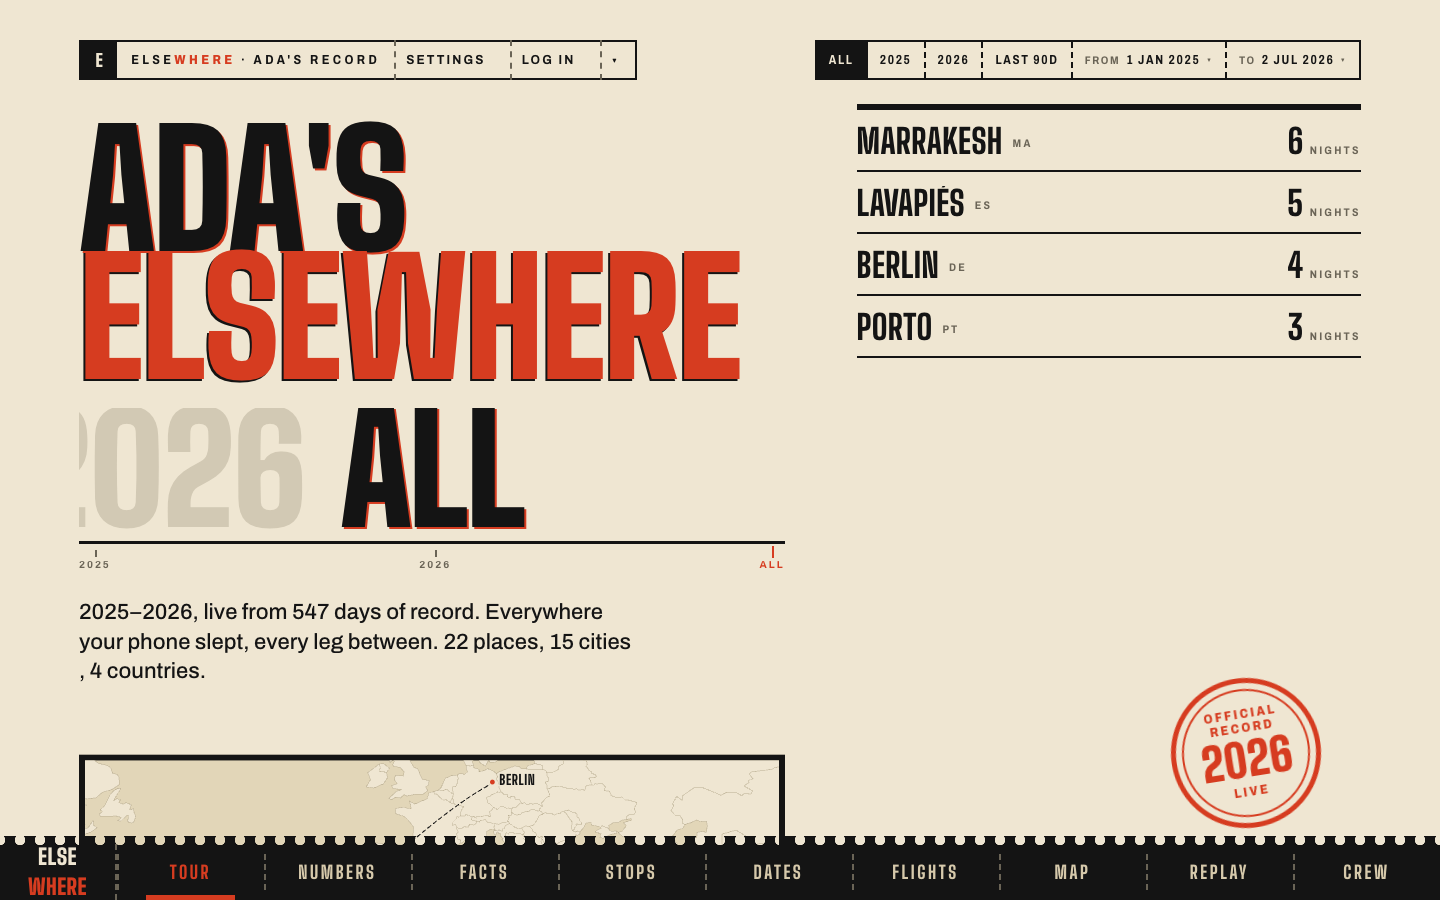 E ELSEWHERE · ADA'S RECORD SETTINGS LOG IN ▾
ALL 2025 2026 LAST 90D FROM 1 JAN 2025 ▾ TO 2 JUL 2026 ▾
ADA'S
ELSEWHERE
2026 ALL
2025 2026 ALL
2025–2026, live from 547 days of record. Everywhere
your phone slept, every leg between. 22 places, 15 cities
, 4 countries.
MARRAKESH MA 6 NIGHTS
LAVAPIÉS ES 5 NIGHTS
BERLIN DE 4 NIGHTS
PORTO PT 3 NIGHTS
OFFICIAL
RECORD
2026
LIVE
BERLIN
ELSE
WHERE
TOUR NUMBERS FACTS STOPS DATES FLIGHTS MAP REPLAY CREW